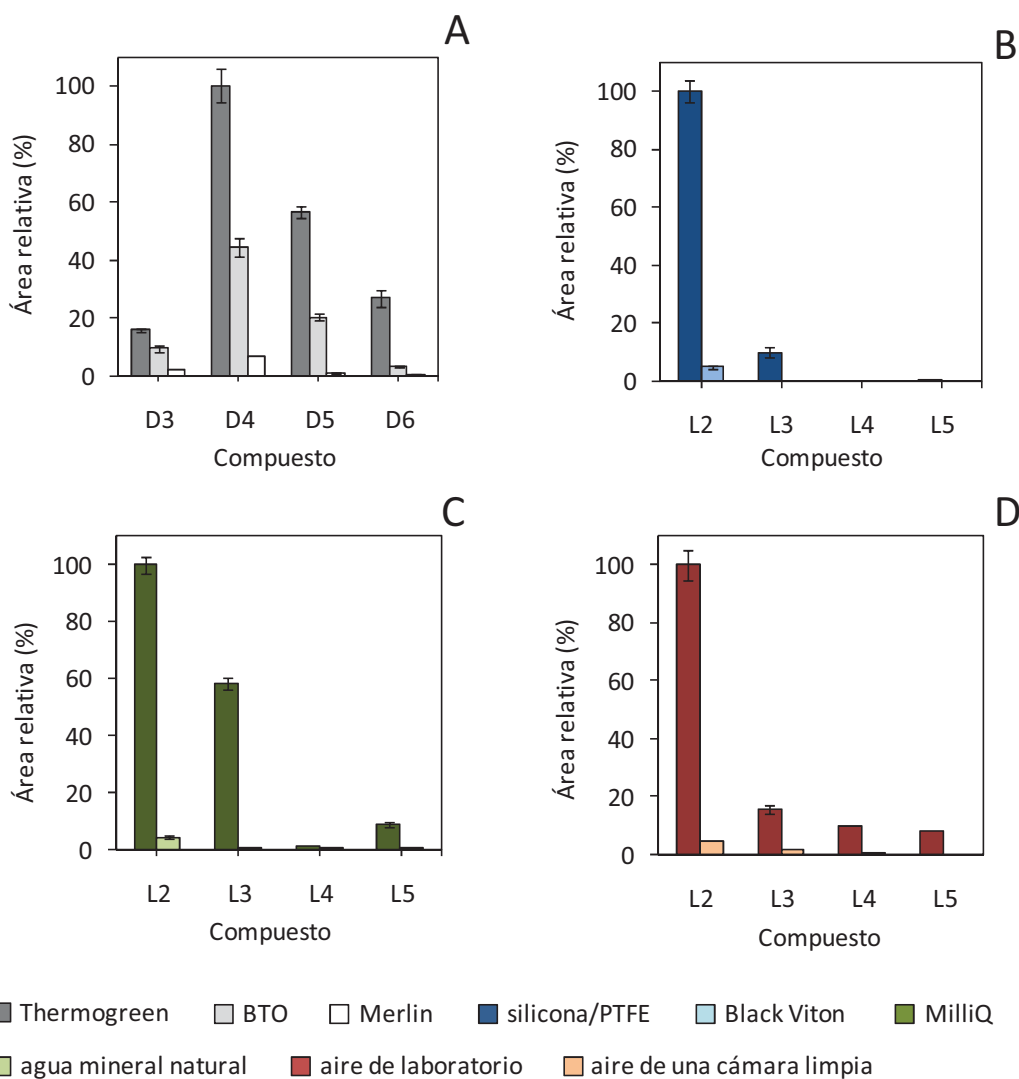 A
Área relativa (%)
100
80
60
40
20
0
D3 D4 D5 D6
Compuesto
B
Área relativa (%)
100
80
60
40
20
0
L2 L3 L4 L5
Compuesto
C
Área relativa (%)
100
80
60
40
20
0
L2 L3 L4 L5
Compuesto
D
Área relativa (%)
100
80
60
40
20
0
L2 L3 L4 L5
Compuesto
Thermogreen BTO Merlin silicona/PTFE Black Viton MilliQ
agua mineral natural aire de laboratorio aire de una cámara limpia